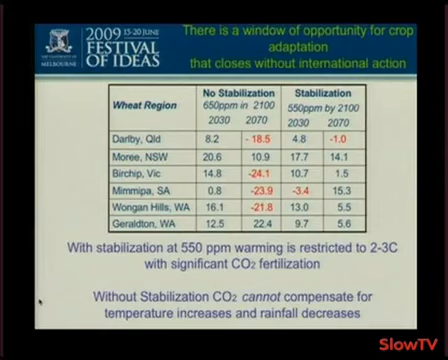 THE UNIVERSITY OF
MELBOURNE
2009 15-20 JUNE
FESTIVAL
OF IDEAS
There is a window of opportunity for crop
adaptation
that closes without international action
Wheat Region No Stabilization Stabilization
650ppm in 2100 550ppm by 2100
2030 2070 2030 2070
Darlby, Qld 8.2 - 18.5 4.8 -1.0
Moree, NSW 20.6 10.9 17.7 14.1
Birchip, Vic 14.8 -24.1 10.7 1.5
Mimmipa, SA 0.8 -23.9 -3.4 15.3
Wongan Hills, WA 16.1 -21.8 13.0 5.5
Geraldton, WA 12.5 22.4 9.7 5.6
With stabilization at 550 ppm warming is restricted to 2-3C
with significant CO₂ fertilization
Without Stabilization CO₂ cannot compensate for
temperature increases and rainfall decreases
SlowTV